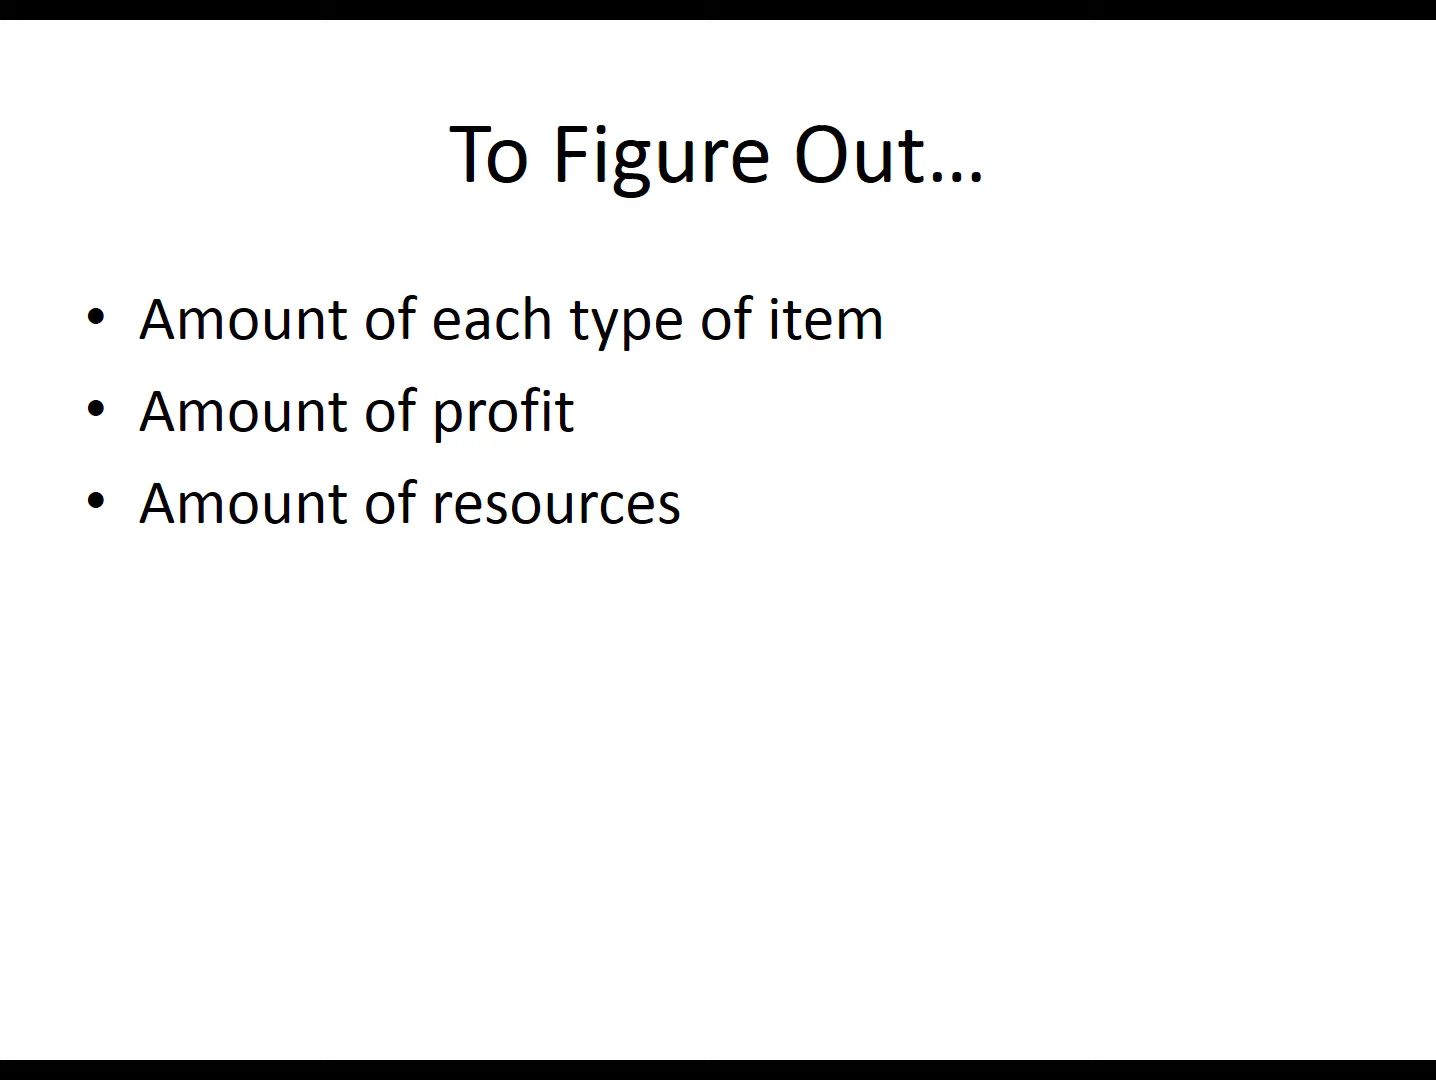 To Figure Out…
• Amount of each type of item
• Amount of profit
• Amount of resources